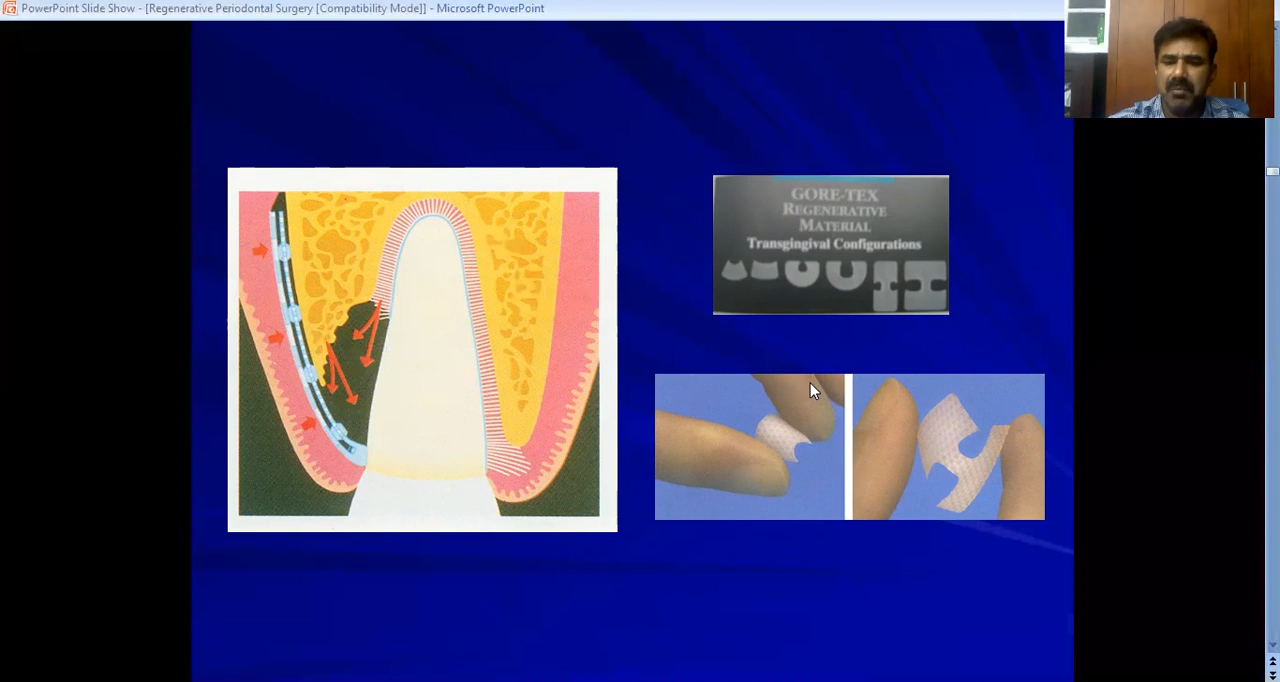 PowerPoint Slide Show - [Regenerative Periodontal Surgery [Compatibility Mode]] - Microsoft PowerPoint
GORE-TEX
REGENERATIVE
MATERIAL
Transgingival Configurations